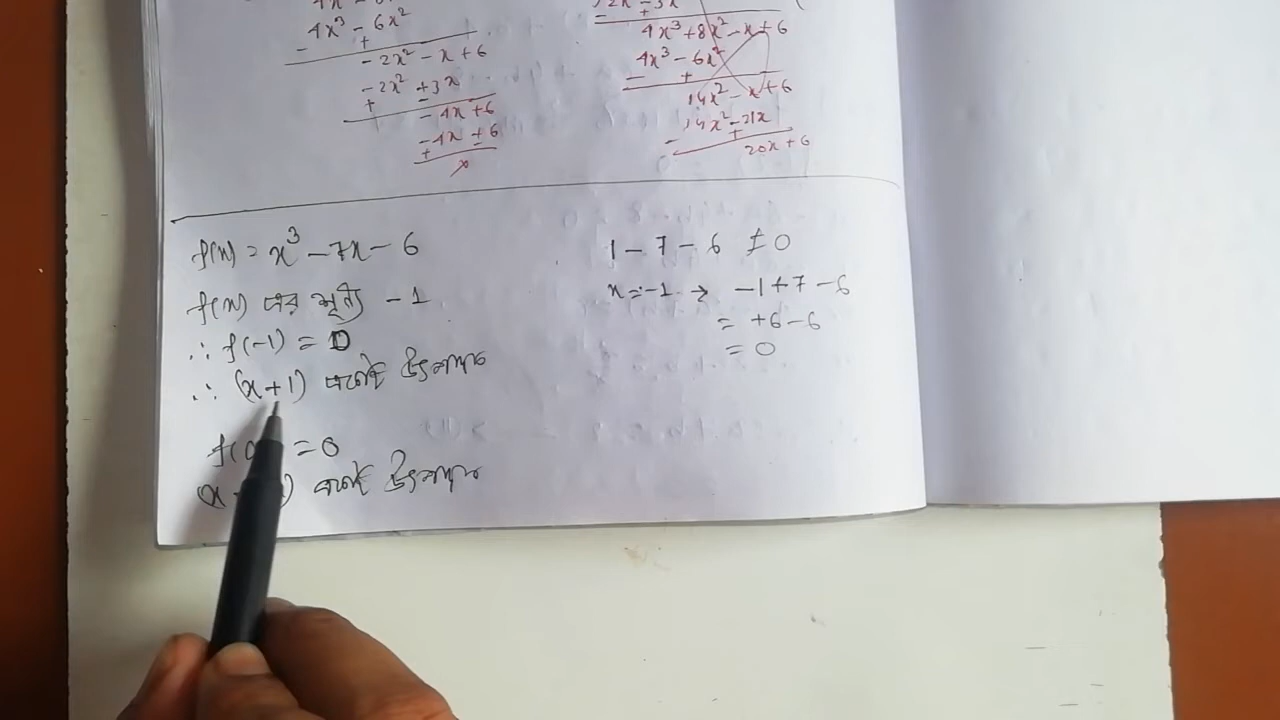 4x³ - 6x²
- +
- 2x² - x + 6
- 2x² + 3x
+ -
- 4x + 6
- 4x + 6
+ -
x
4x³ + 8x² - x + 6
4x³ - 6x²
- +
14x² - x + 6
14x² - 21x
- +
20x + 6
f(x) = x³ - 7x - 6
f(x) এর শূন্য -1
∴ f(-1) = 0
∴ (x+1) একটি উৎপাদক
= 0
একটি উৎপাদক
1 - 7 - 6 ≠ 0
x = -1 → -1 + 7 - 6
= +6 - 6
= 0